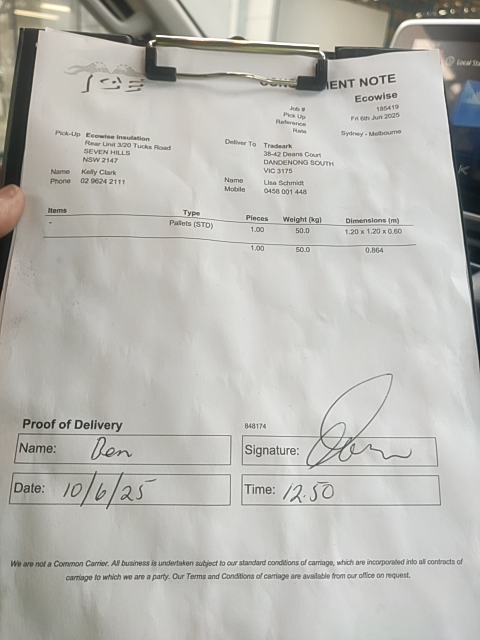 ICE
MENT NOTE
Ecowise
Job # 185419
Pick Up Fri 6th Jun 2025
Reference
Rate Sydney - Melbourne
Pick-Up Ecowise Insulation
Rear Unit 3/20 Tucks Road
SEVEN HILLS
NSW 2147
Name Kelly Clark
Phone 02 9624 2111
Deliver To Tradeark
38-42 Deans Court
DANDENONG SOUTH
VIC 3175
Name Lisa Schmidt
Mobile 0458 001 448
Items Type Pieces Weight (kg) Dimensions (m)
- Pallets (STD) 1.00 50.0 1.20 x 1.20 x 0.60
1.00 50.0 0.864
Proof of Delivery
848174
Name: Ben
Signature:
Date: 10/6/25
Time: 12.50
We are not a Common Carrier. All business is undertaken subject to our standard conditions of carriage, which are incorporated into all contracts of
carriage to which we are a party. Our Terms and Conditions of carriage are available from our office on request.